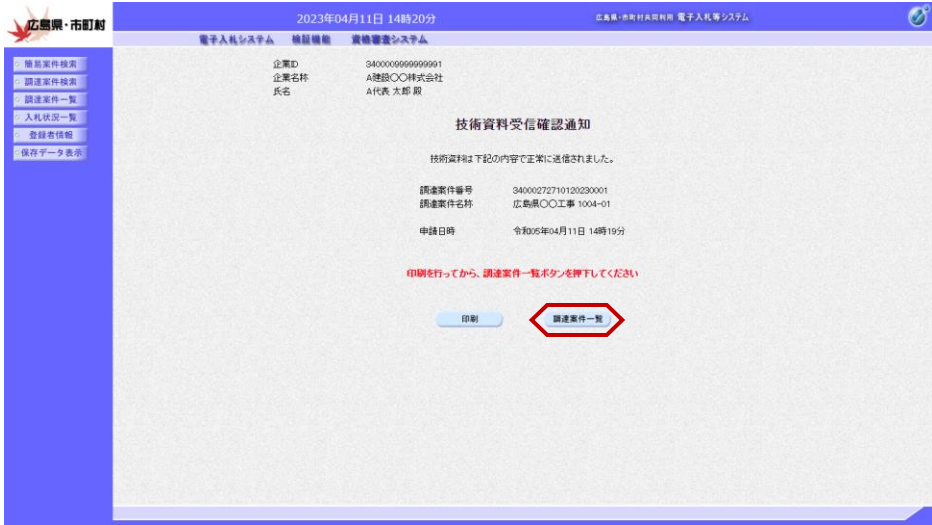 広島県・市町村
2023年04月11日 14時20分
広島県・市町村共同利用 電子入札等システム
電子入札システム 検証機能 資格審査システム
簡易案件検索
調達案件検索
調達案件一覧
入札状況一覧
登録者情報
保存データ表示
企業ID 3400009999999991
企業名称 A建設〇〇株式会社
氏名 A代表 太郎 殿
技術資料受信確認通知
技術資料は下記の内容で正常に送信されました。
調達案件番号 34000272710120230001
調達案件名称 広島県〇〇工事 1004-01
申請日時 令和05年04月11日 14時19分
印刷を行ってから、調達案件一覧ボタンを押下してください
印刷 調達案件一覧